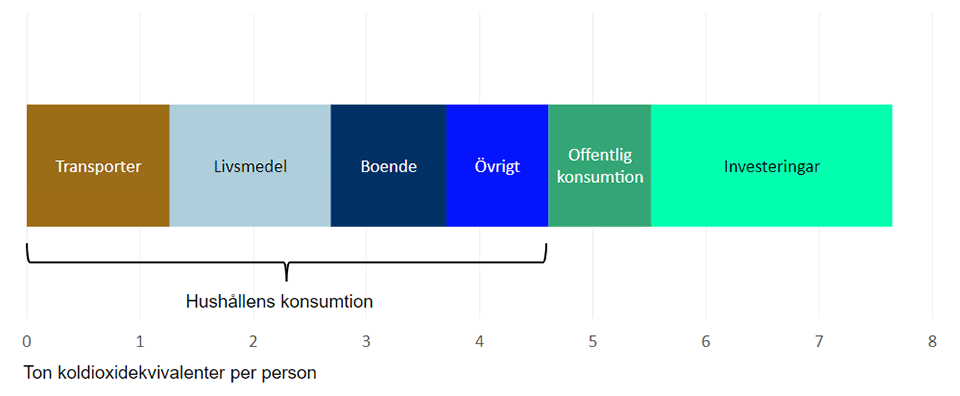 Transporter
Livsmedel
Boende
Övrigt
Offentlig
konsumtion
Investeringar
Hushållens konsumtion
0 1 2 3 4 5 6 7 8
Ton koldioxidekvivalenter per person